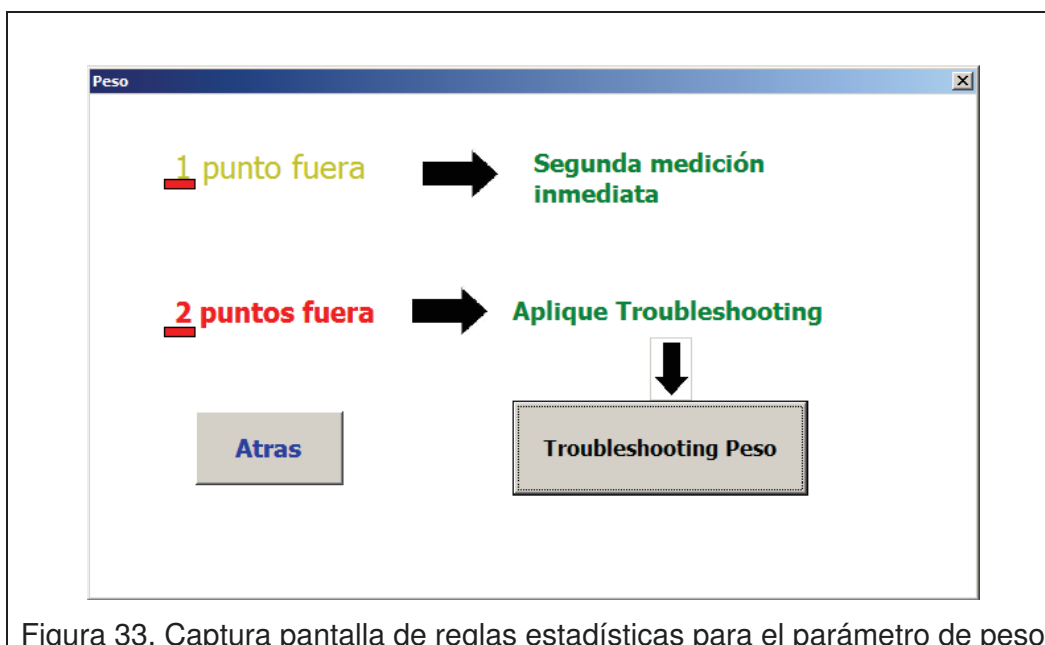 Peso
1 punto fuera
Segunda medición
inmediata
2 puntos fuera
Aplique Troubleshooting
Atras
Troubleshooting Peso
Figura 33. Captura pantalla de reglas estadísticas para el parámetro de peso